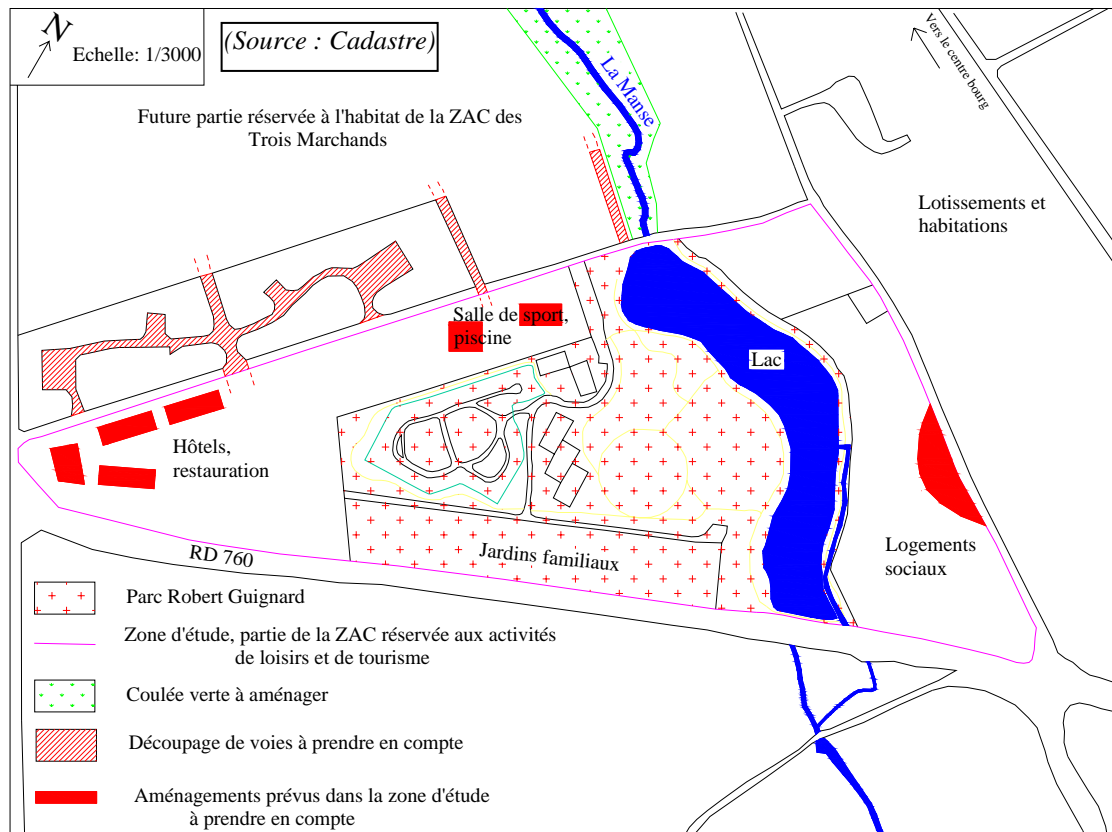 N
Echelle: 1/3000
(Source : Cadastre)
La Manse
Vers le centre bourg
Future partie réservée à l'habitat de la ZAC des
Trois Marchands
Lotissements et
habitations
Salle de sport,
piscine
Lac
Hôtels,
restauration
Logements
sociaux
Jardins familiaux
RD 760
Parc Robert Guignard
Zone d'étude, partie de la ZAC réservée aux activités
de loisirs et de tourisme
Coulée verte à aménager
Découpage de voies à prendre en compte
Aménagements prévus dans la zone d'étude
à prendre en compte